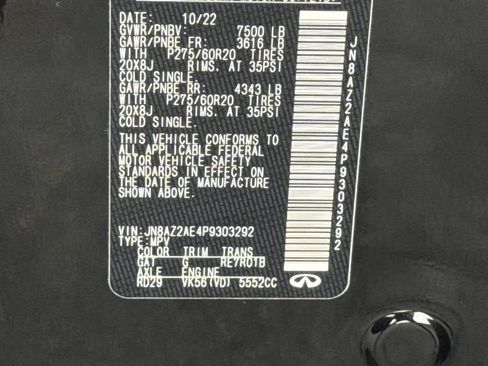 DATE: 10/22
GVWR/PNBV: 7500 LB
GAWR/PNBE FR: 3616 LB
WITH P275/60R20 TIRES
20X8J RIMS. AT 35PSI
COLD SINGLE.
GAWR/PNBE RR: 4343 LB
WITH P275/60R20 TIRES
20X8J RIMS. AT 35PSI
COLD SINGLE.
THIS VEHICLE CONFORMS TO
ALL APPLICABLE FEDERAL
MOTOR VEHICLE SAFETY
STANDARDS IN EFFECT ON
THE DATE OF MANUFACTURE
SHOWN ABOVE.
VIN: JN8AZ2AE4P9303292
TYPE: MPV
COLOR TRIM TRANS
GAT G RE7R01B
AXLE ENGINE
RD29 VK56(VD) 5552CC
JN8AZ2AE4P9303292